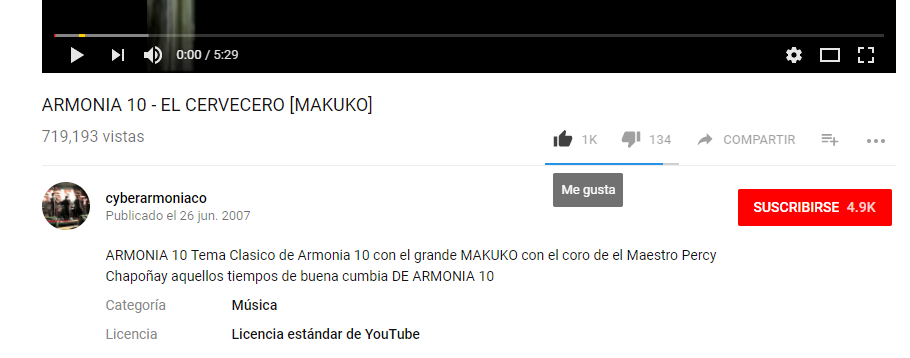 0:00 / 5:29
ARMONIA 10 - EL CERVECERO [MAKUKO]
719,193 vistas
1K 134 COMPARTIR
Me gusta
cyberarmoniaco
Publicado el 26 jun. 2007
SUSCRIBIRSE 4.9K
ARMONIA 10 Tema Clasico de Armonia 10 con el grande MAKUKO con el coro de el Maestro Percy
Chapoñay aquellos tiempos de buena cumbia DE ARMONIA 10
Categoría Música
Licencia Licencia estándar de YouTube